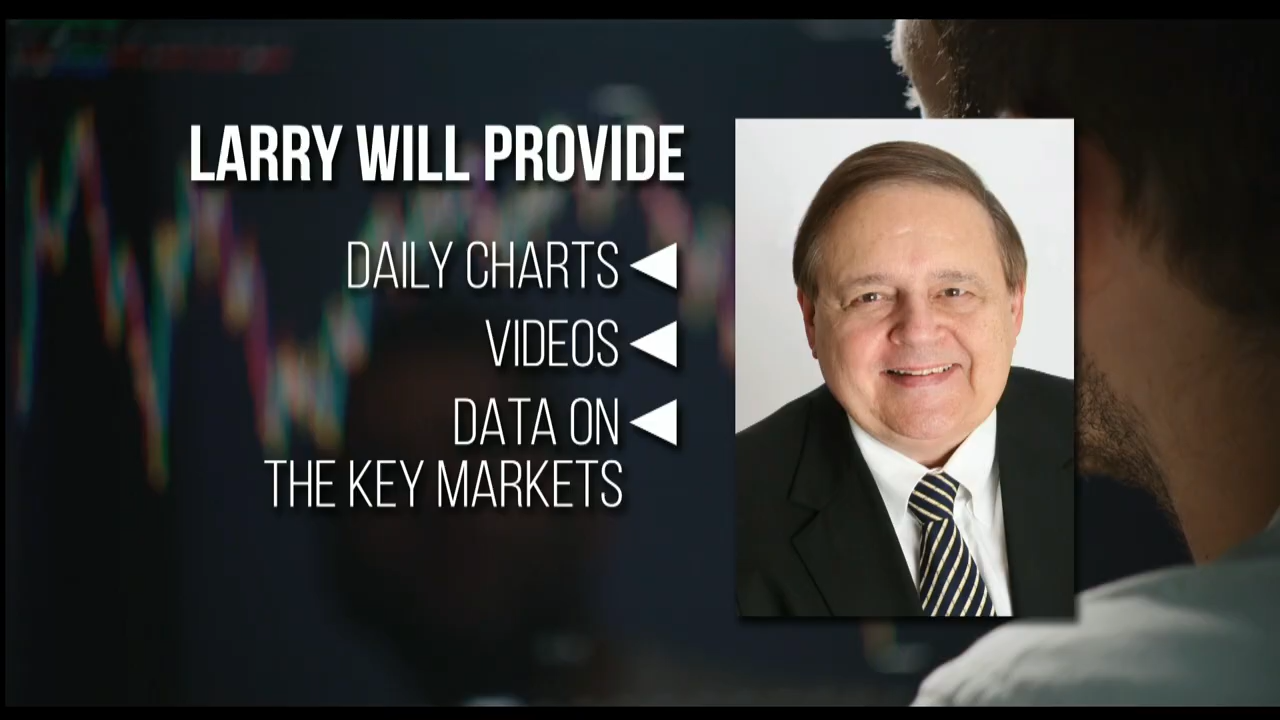 LARRY WILL PROVIDE
DAILY CHARTS
VIDEOS
DATA ON
THE KEY MARKETS